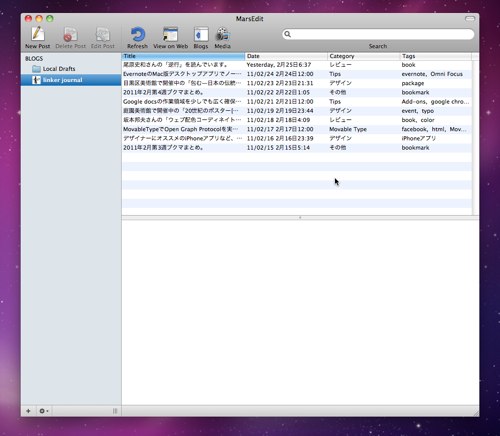 MarsEdit
New Post Delete Post Edit Post Refresh View on Web Blogs Media Search
BLOGS
Local Drafts
linker journal
Title Date Category Tags
尾原史和さんの「逆行」を読んでいます。 Yesterday, 2月25日6:37 レビュー book
EvernoteのMac版デスクトップアプリでノー… 11/02/24 2月24日12:00 Tips evernote, Omni Focus
目黒区美術館で開催中の「包む―日本の伝統… 11/02/23 2月23日21:31 デザイン package
2011年2月第4週ブクマまとめ。 11/02/22 2月22日1:05 その他 bookmark
Google docsの作業領域を少しでも広く確保… 11/02/21 2月21日12:00 Tips Add-ons, google chro…
館園美術館で開催中の「20世紀のポスター[… 11/02/19 2月19日23:44 デザイン event, typo
坂本邦夫さんの「ウェブ配色コーディネイト… 11/02/18 2月18日4:09 レビュー book, color
MovableTypeでOpen Graph Protocolを実… 11/02/17 2月17日12:00 Movable Type facebook, html, Mov…
デザイナーにオススメのiPhoneアプリなど、… 11/02/16 2月16日23:39 デザイン iPhoneアプリ
2011年2月第3週ブクマまとめ。 11/02/15 2月15日5:14 その他 bookmark